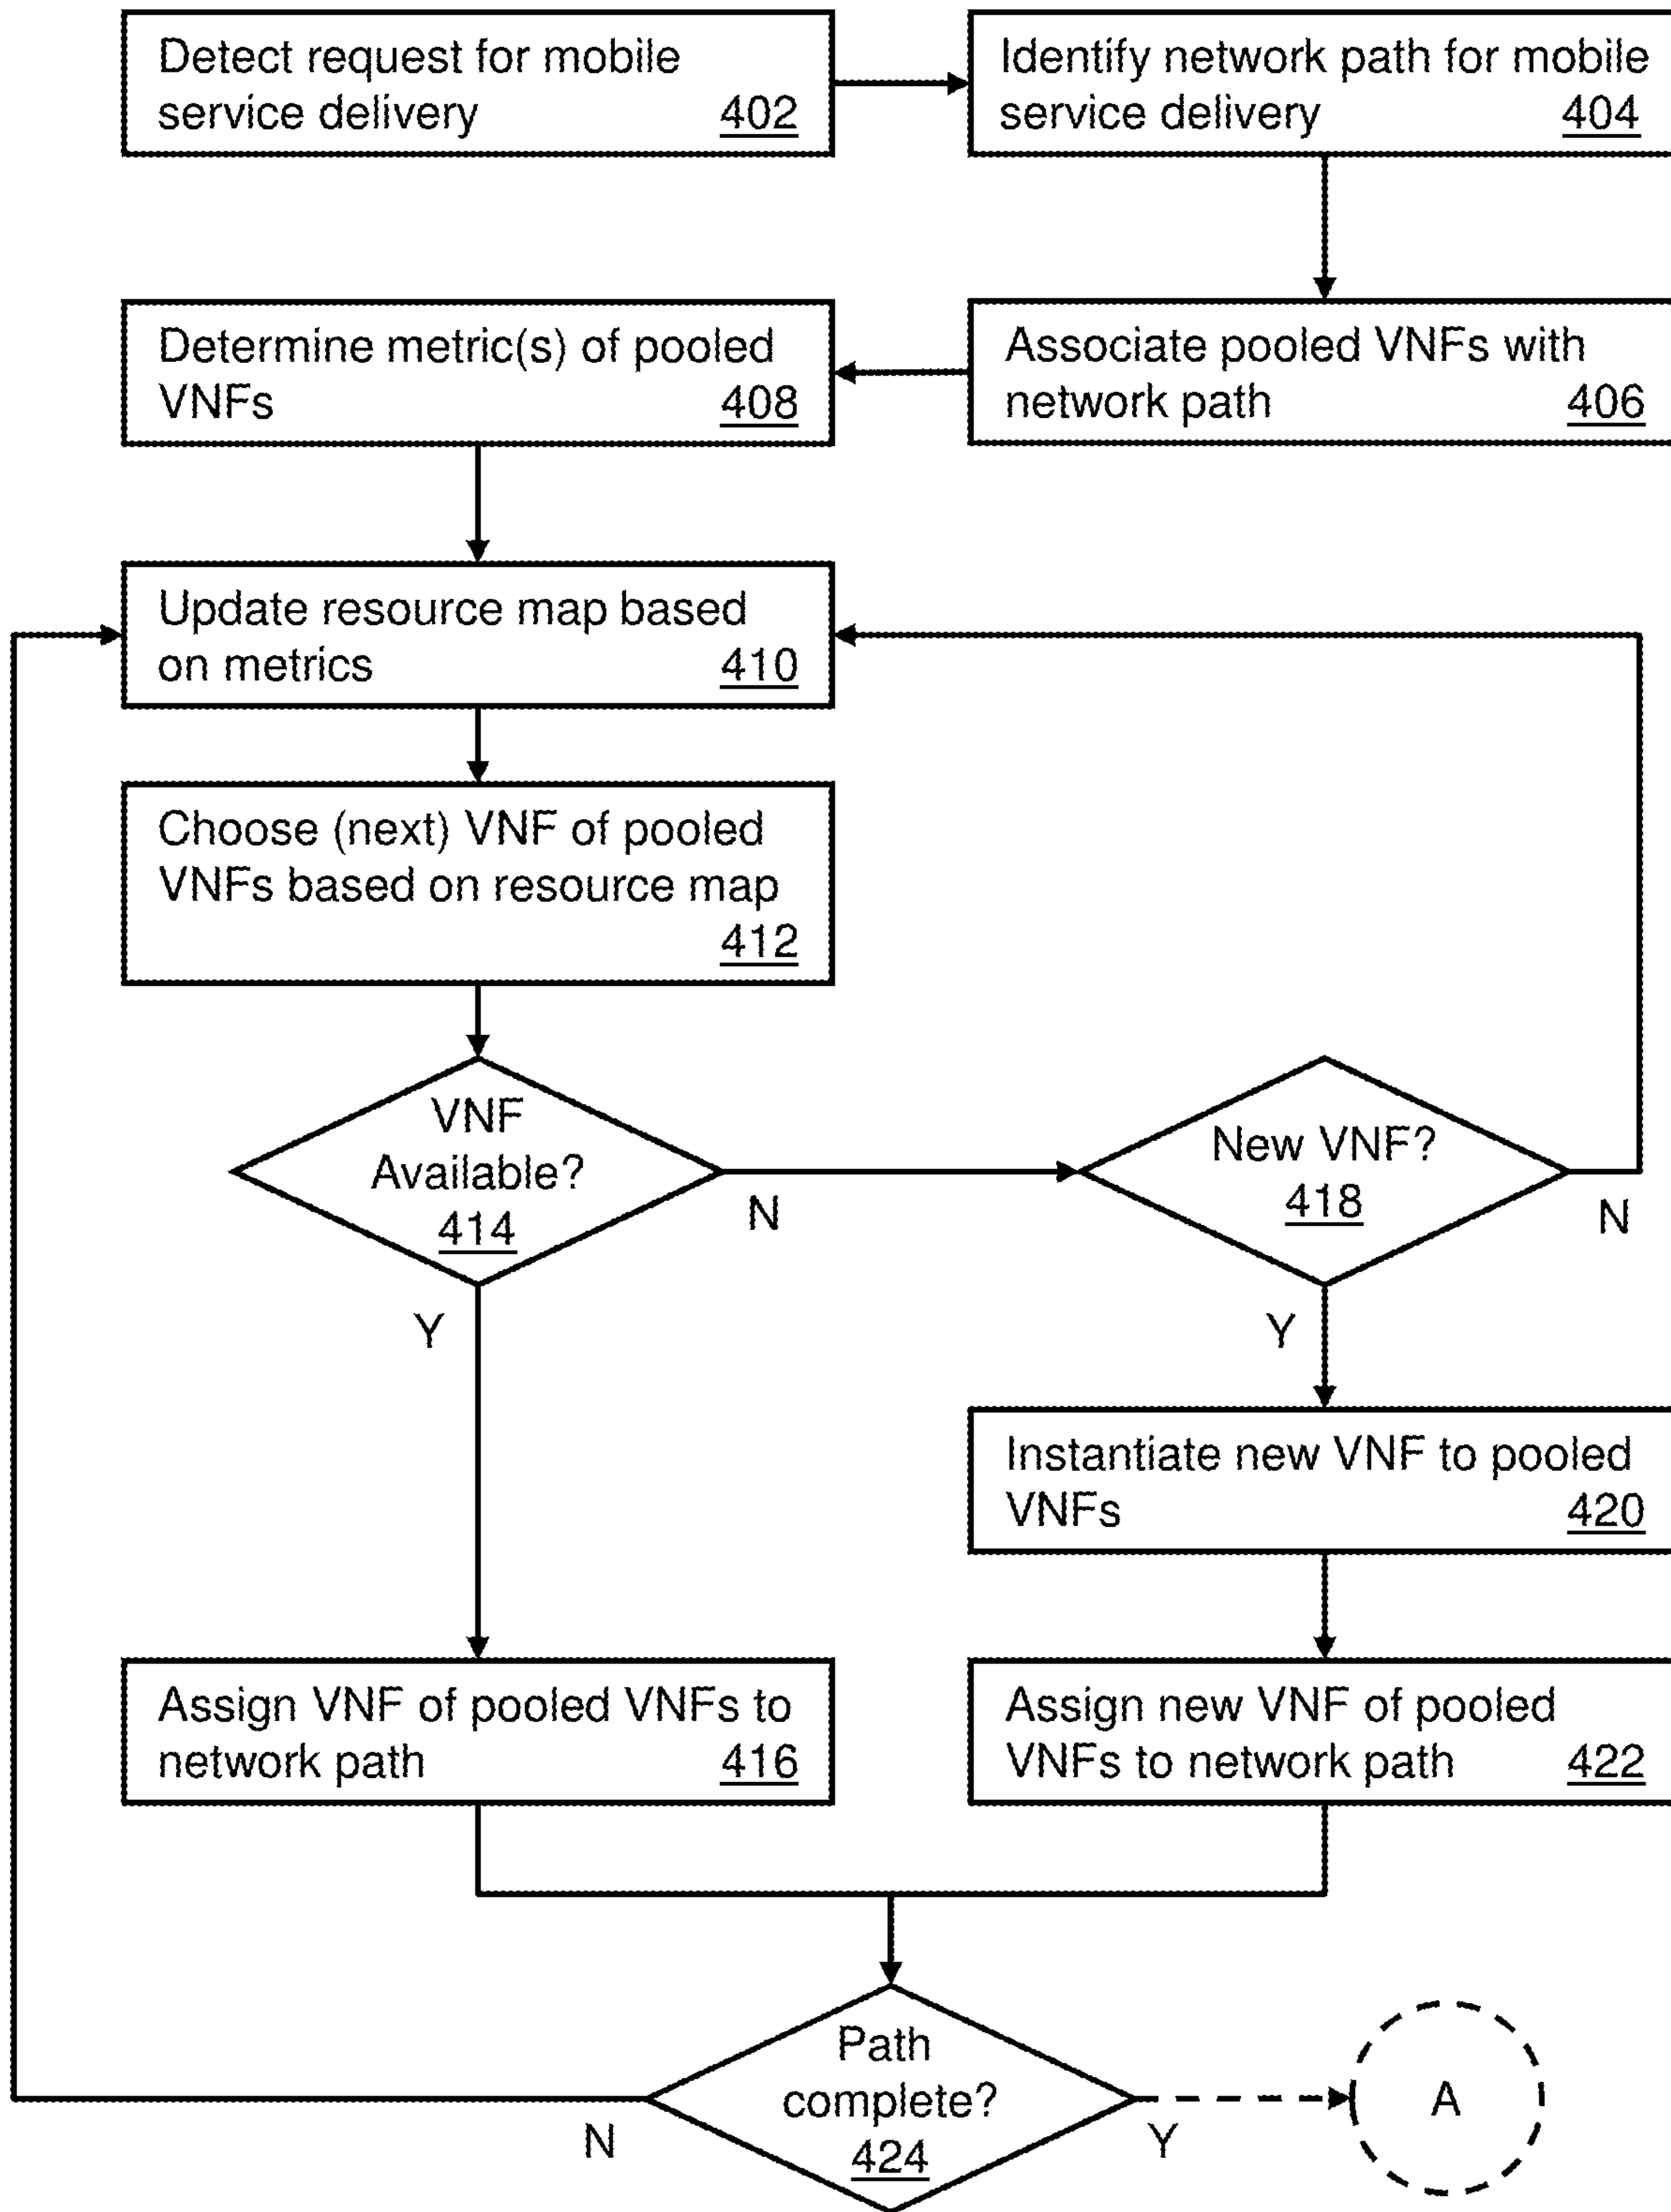 Detect request for mobile
service delivery 402
Identify network path for mobile
service delivery 404
Associate pooled VNFs with
network path 406
Determine metric(s) of pooled
VNFs 408
Update resource map based
on metrics 410
Choose (next) VNF of pooled
VNFs based on resource map
412
VNF
Available?
414
N
Y
New VNF?
418
N
Y
Instantiate new VNF to pooled
VNFs 420
Assign VNF of pooled VNFs to
network path 416
Assign new VNF of pooled
VNFs to network path 422
Path
complete?
424
N
Y
A